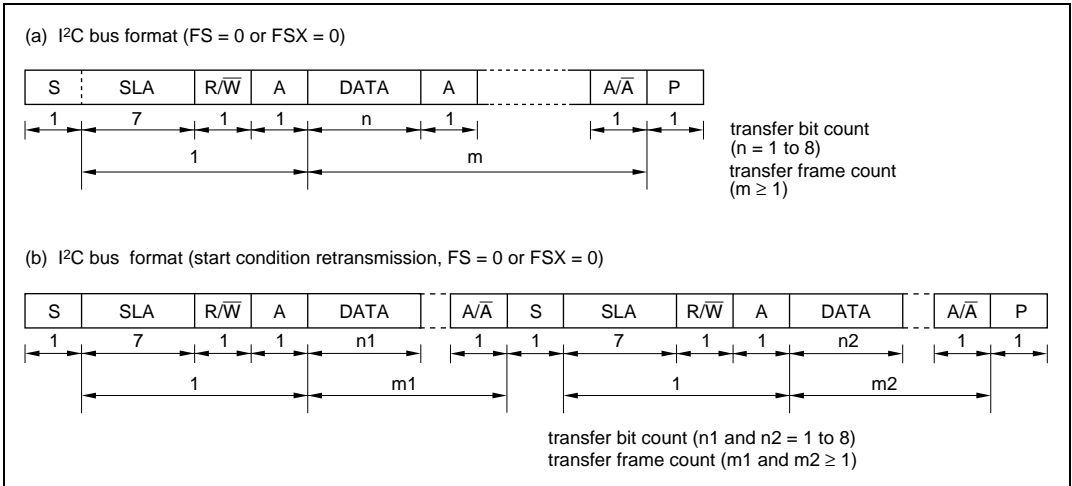 (a) I²C bus format (FS = 0 or FSX = 0)
S SLA R/W̅ A DATA A A/A̅ P
1 7 1 1 n 1 1 1
1 m
transfer bit count
(n = 1 to 8)
transfer frame count
(m ≥ 1)
(b) I²C bus format (start condition retransmission, FS = 0 or FSX = 0)
S SLA R/W̅ A DATA A/A̅ S SLA R/W̅ A DATA A/A̅ P
1 7 1 1 n1 1 1 7 1 1 n2 1 1
1 m1 1 m2
transfer bit count (n1 and n2 = 1 to 8)
transfer frame count (m1 and m2 ≥ 1)